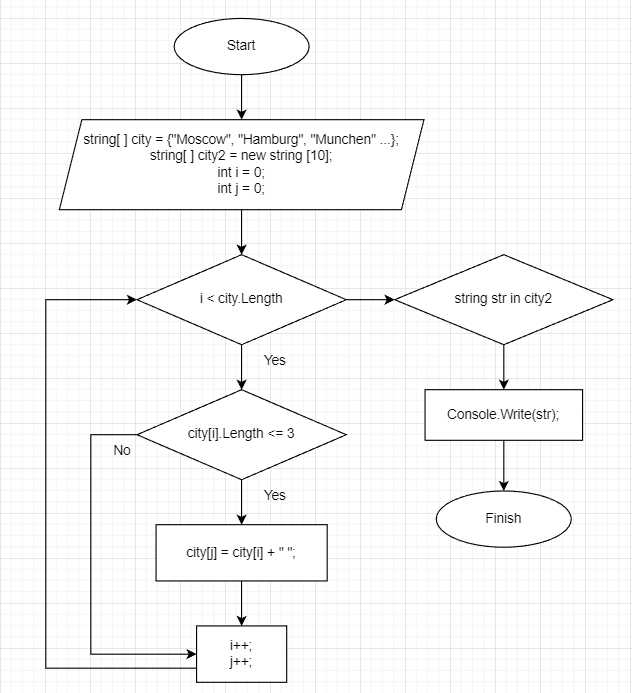 Start
string[ ] city = {"Moscow", "Hamburg", "Munchen" ...};
string[ ] city2 = new string [10];
int i = 0;
int j = 0;
i < city.Length
string str in city2
Yes
Console.Write(str);
city[i].Length <= 3
No
Yes
Finish
city[j] = city[i] + " ";
i++;
j++;